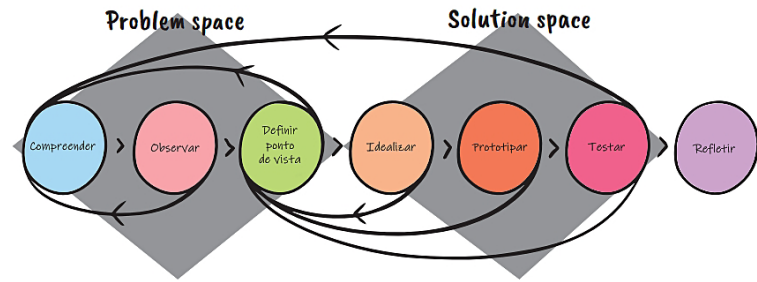 Problem space
Solution space
Compreender
Observar
Definir
ponto
de vista
Idealizar
Prototipar
Testar
Refletir